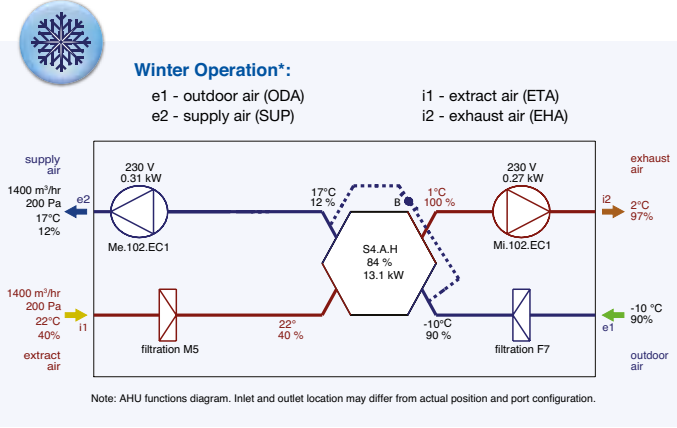 Winter Operation*:
e1 - outdoor air (ODA)
i1 - extract air (ETA)
e2 - supply air (SUP)
i2 - exhaust air (EHA)
supply
air
1400 m³/hr
200 Pa
17°C
12%
e2
230 V
0.31 kW
Me.102.EC1
17°C
12 %
B
1°C
100 %
230 V
0.27 kW
Mi.102.EC1
exhaust
air
i2
2°C
97%
S4.A.H
84 %
13.1 kW
1400 m³/hr
200 Pa
22°C
40%
i1
extract
air
filtration M5
22°
40 %
-10°C
90 %
filtration F7
e1
-10 °C
90%
outdoor
air
Note: AHU functions diagram. Inlet and outlet location may differ from actual position and port configuration.